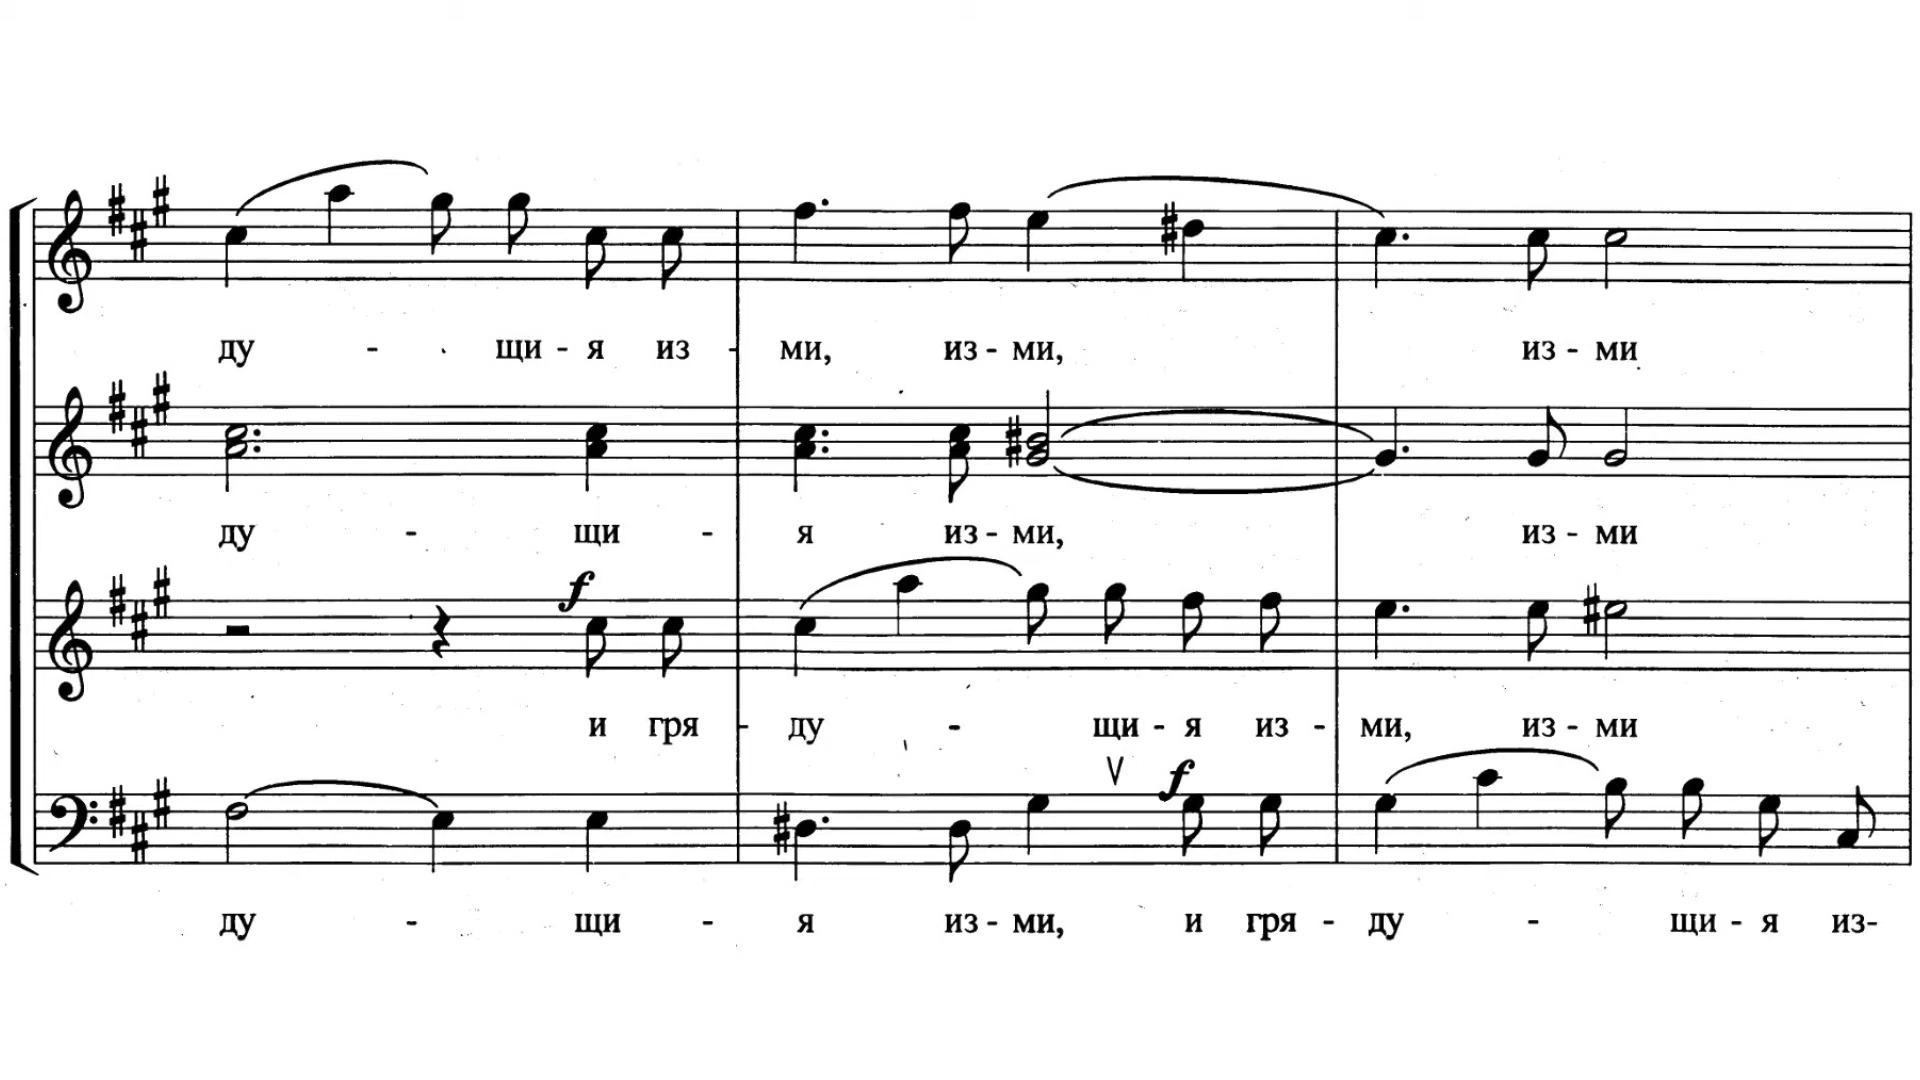 ду - щи - я из - ми, из - ми, из - ми
ду - щи - я из - ми, из - ми
f
и гря - ду - щи - я из - ми, из - ми
f
ду - щи - я из - ми, и гря - ду - щи - я из-